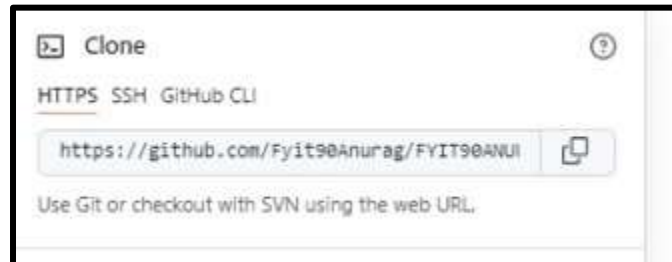 Clone
HTTPS SSH GitHub CLI
https://github.com/Fyit90Anurag/FYIT90ANU
Use Git or checkout with SVN using the web URL.